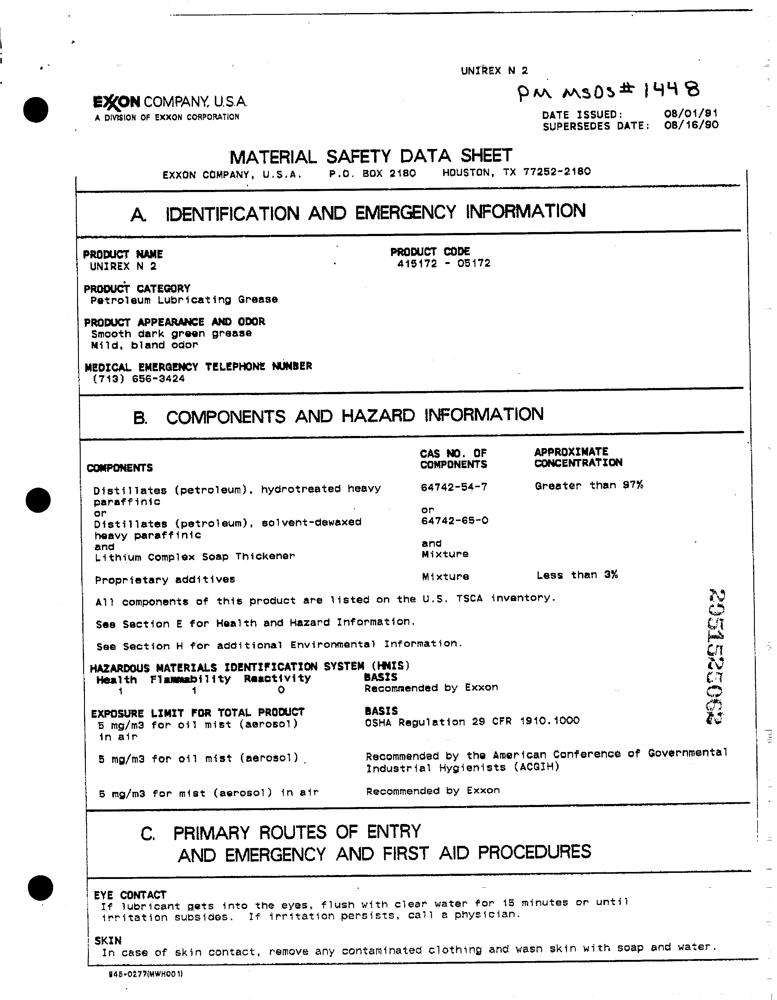 UNIREX N 2
PM MSDS# 1448
EXXON COMPANY, U.S.A.
A DIVISION OF EXXON CORPORATION
DATE ISSUED: 08/01/91
SUPERSEDES DATE: 08/16/90
MATERIAL SAFETY DATA SHEET
EXXON COMPANY, U.S.A. P.O. BOX 2180 HOUSTON, TX 77252-2180
A. IDENTIFICATION AND EMERGENCY INFORMATION
PRODUCT NAME PRODUCT CODE
UNIREX N 2 415172 - 05172
PRODUCT CATEGORY
Petroleum Lubricating Grease
PRODUCT APPEARANCE AND ODOR
Smooth dark green grease
Mild, bland odor
MEDICAL EMERGENCY TELEPHONE NUMBER
(713) 656-3424
B. COMPONENTS AND HAZARD INFORMATION
CAS NO. OF APPROXIMATE
COMPONENTS COMPONENTS CONCENTRATION
Distillates (petroleum), hydrotreated heavy 64742-54-7 Greater than 97%
paraffinic
or or
Distillates (petroleum), solvent-dewaxed 64742-65-0
heavy paraffinic
and and
Lithium Complex Soap Thickener Mixture
Proprietary additives Mixture Less than 3%
All components of this product are listed on the U.S. TSCA inventory.
See Section E for Health and Hazard Information.
See Section H for additional Environmental Information.
HAZARDOUS MATERIALS IDENTIFICATION SYSTEM (HMIS)
Health Flammability Reactivity BASIS
1 1 0 Recommended by Exxon
EXPOSURE LIMIT FOR TOTAL PRODUCT BASIS
5 mg/m3 for oil mist (aerosol) OSHA Regulation 29 CFR 1910.1000
in air
5 mg/m3 for oil mist (aerosol) Recommended by the American Conference of Governmental
Industrial Hygienists (ACGIH)
5 mg/m3 for mist (aerosol) in air Recommended by Exxon
2051525062
C. PRIMARY ROUTES OF ENTRY
AND EMERGENCY AND FIRST AID PROCEDURES
EYE CONTACT
If lubricant gets into the eyes, flush with clear water for 15 minutes or until
irritation subsides. If irritation persists, call a physician.
SKIN
In case of skin contact, remove any contaminated clothing and wash skin with soap and water.
945-0277(MWH001)